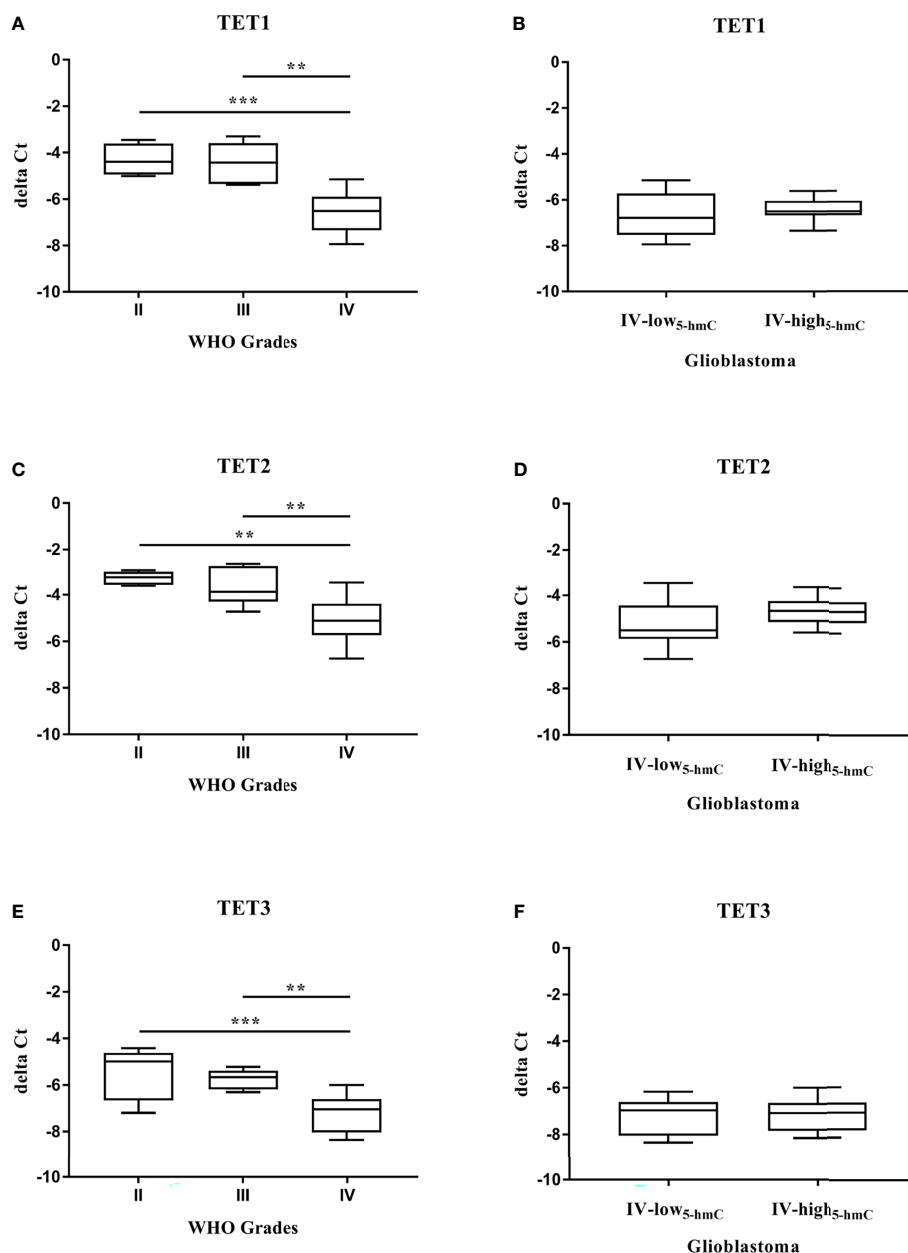 A
TET1
0
-2
-4
-6
-8
-10
delta Ct
**
***
II
III
IV
WHO Grades
B
TET1
0
-2
-4
-6
-8
-10
delta Ct
IV-low5-hmC
IV-high5-hmC
Glioblastoma
C
TET2
0
-2
-4
-6
-8
-10
delta Ct
**
**
II
III
IV
WHO Grades
D
TET2
0
-2
-4
-6
-8
-10
delta Ct
IV-low5-hmC
IV-high5-hmC
Glioblastoma
E
TET3
0
-2
-4
-6
-8
-10
delta Ct
**
***
II
III
IV
WHO Grades
F
TET3
0
-2
-4
-6
-8
-10
delta Ct
IV-low5-hmC
IV-high5-hmC
Glioblastoma